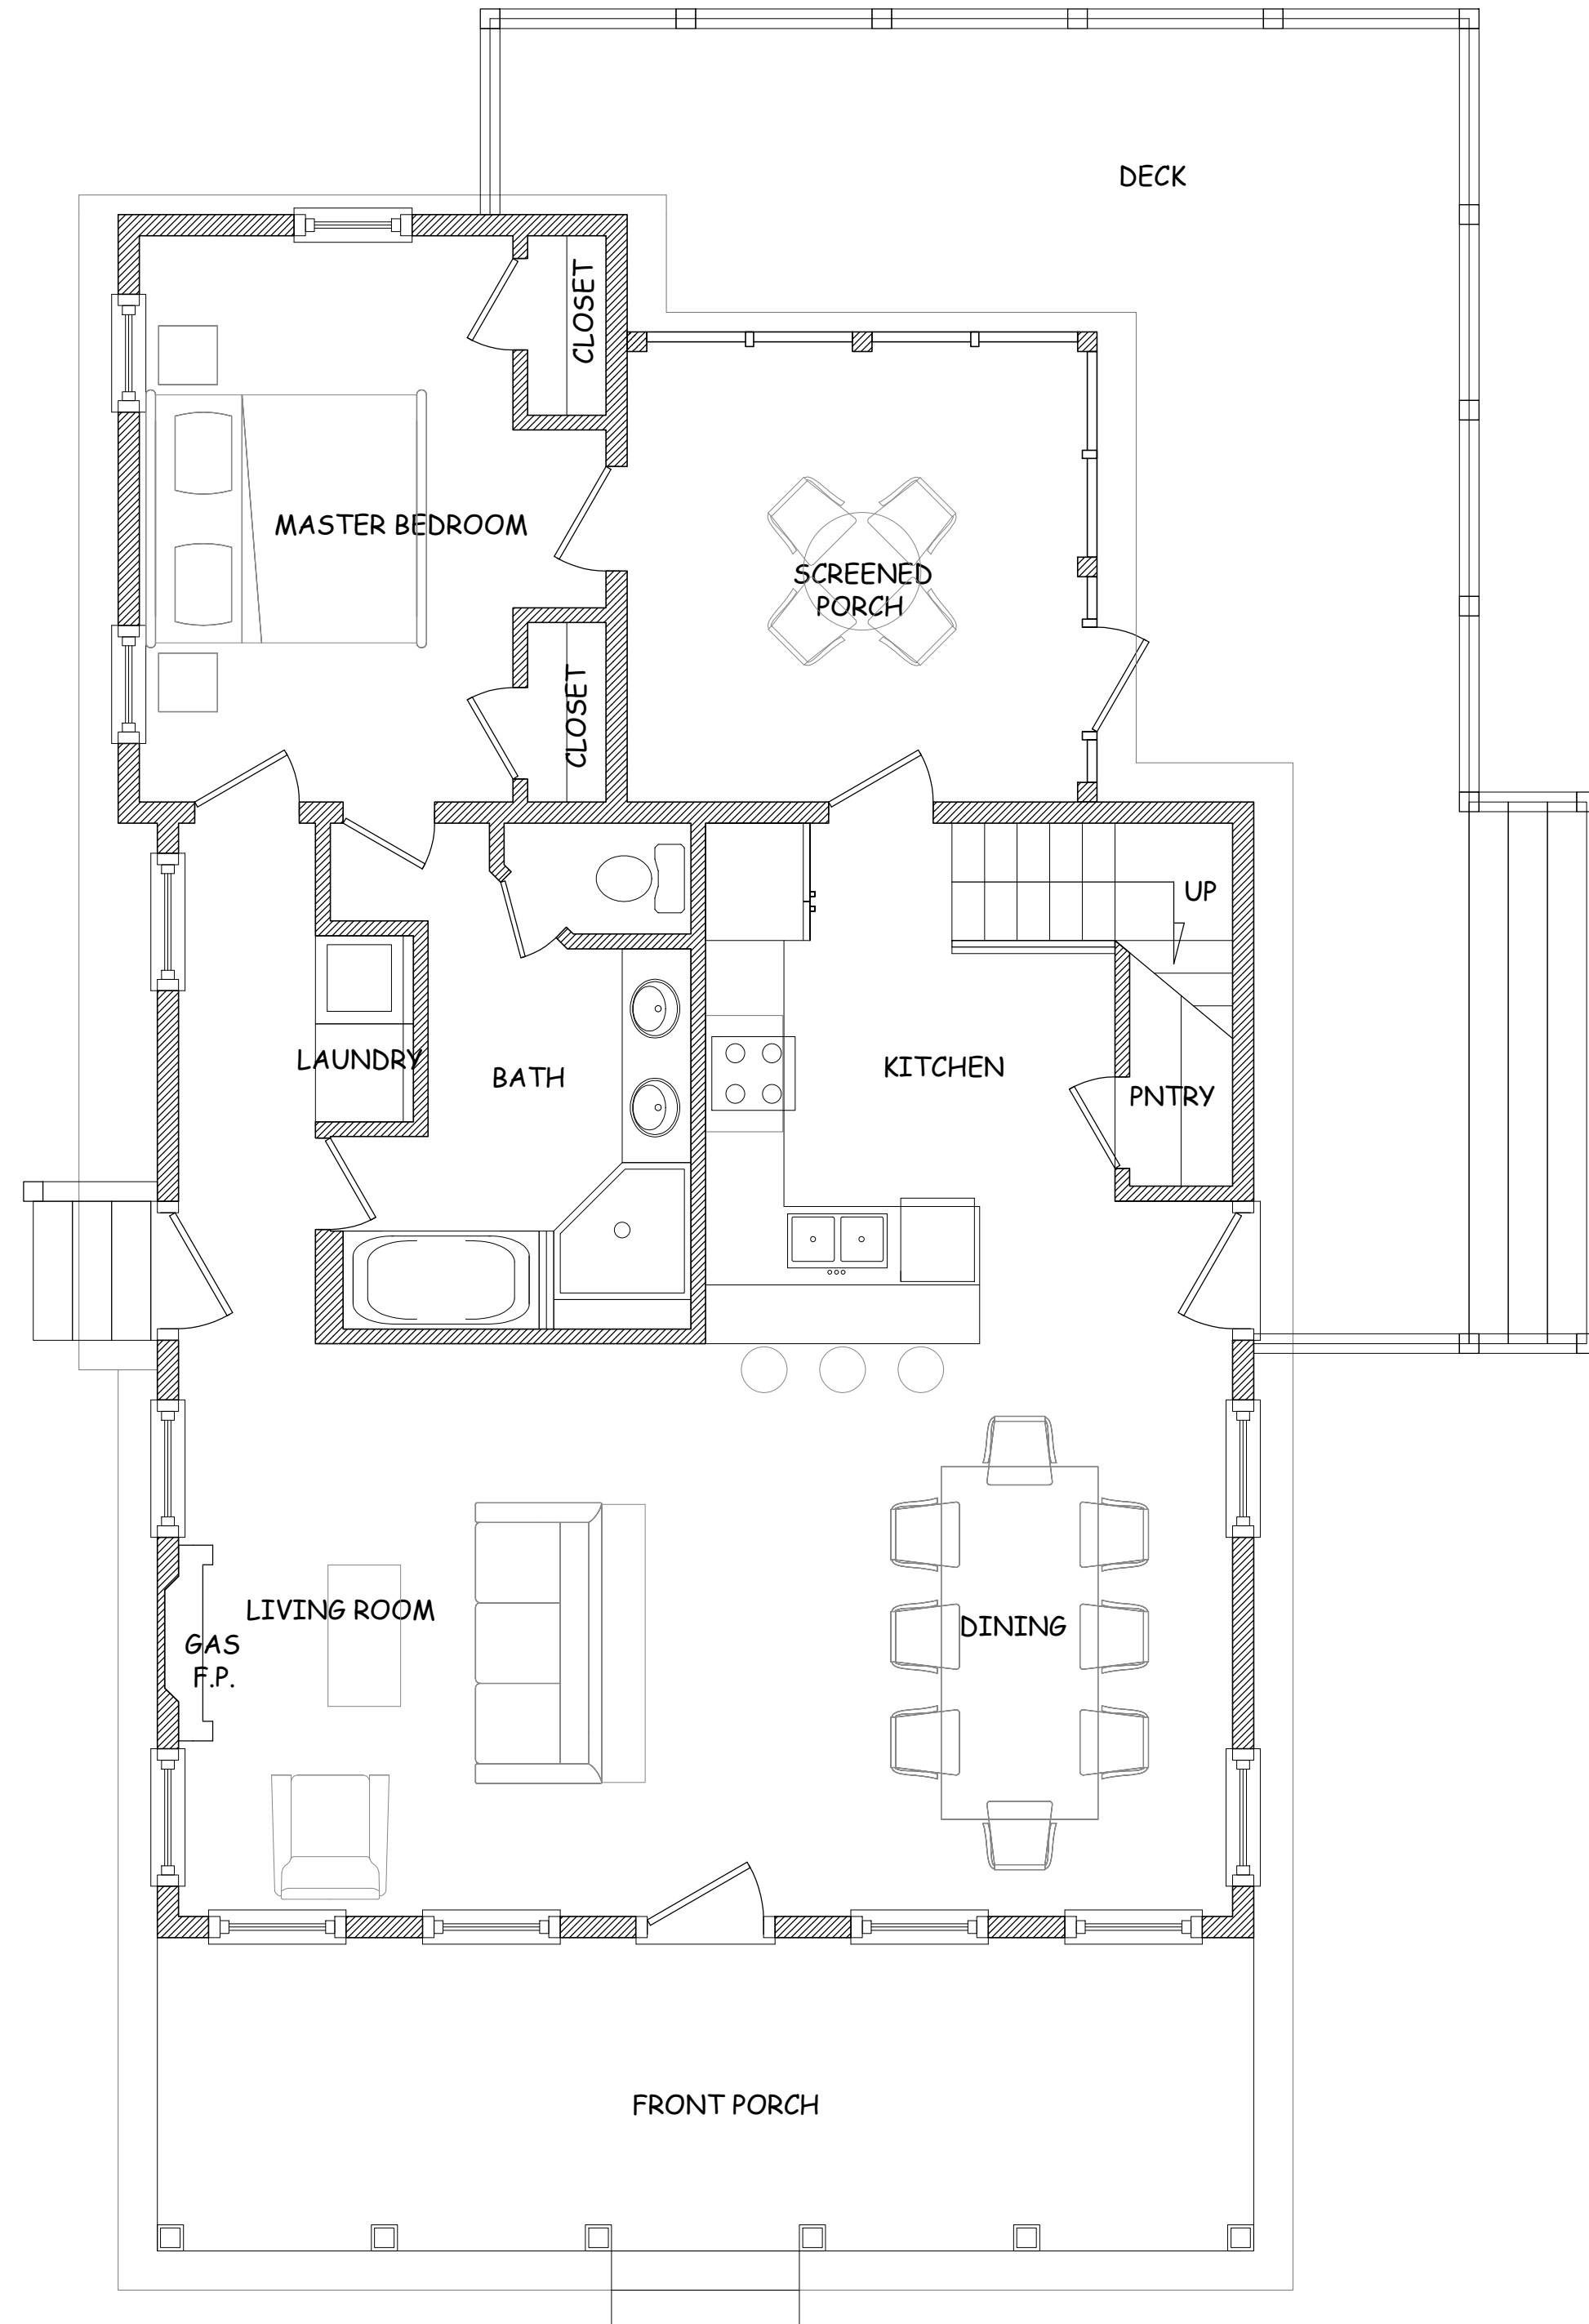 DECK
CLOSET
MASTER BEDROOM
SCREENED
PORCH
CLOSET
UP
LAUNDRY
BATH
KITCHEN
PNTRY
LIVING ROOM
GAS
F.P.
DINING
FRONT PORCH